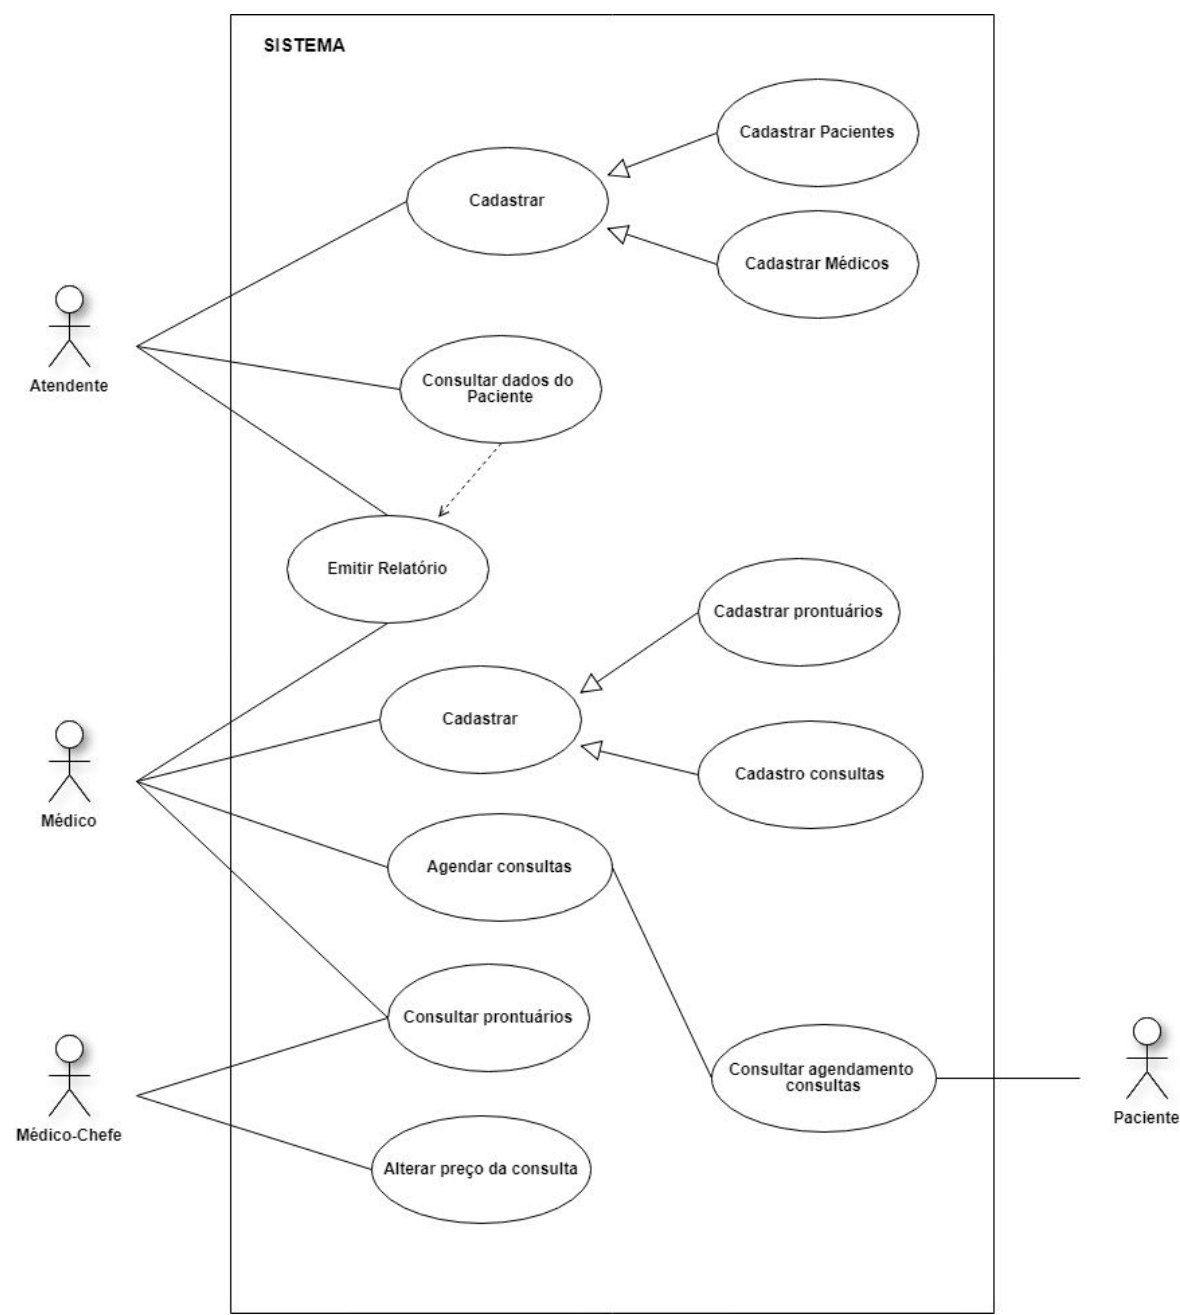 SISTEMA
Cadastrar Pacientes
Cadastrar
Cadastrar Médicos
Atendente
Consultar dados do
Paciente
Emitir Relatório
Cadastrar prontuários
Cadastrar
Cadastro consultas
Médico
Agendar consultas
Consultar prontuários
Consultar agendamento
consultas
Paciente
Médico-Chefe
Alterar preço da consulta